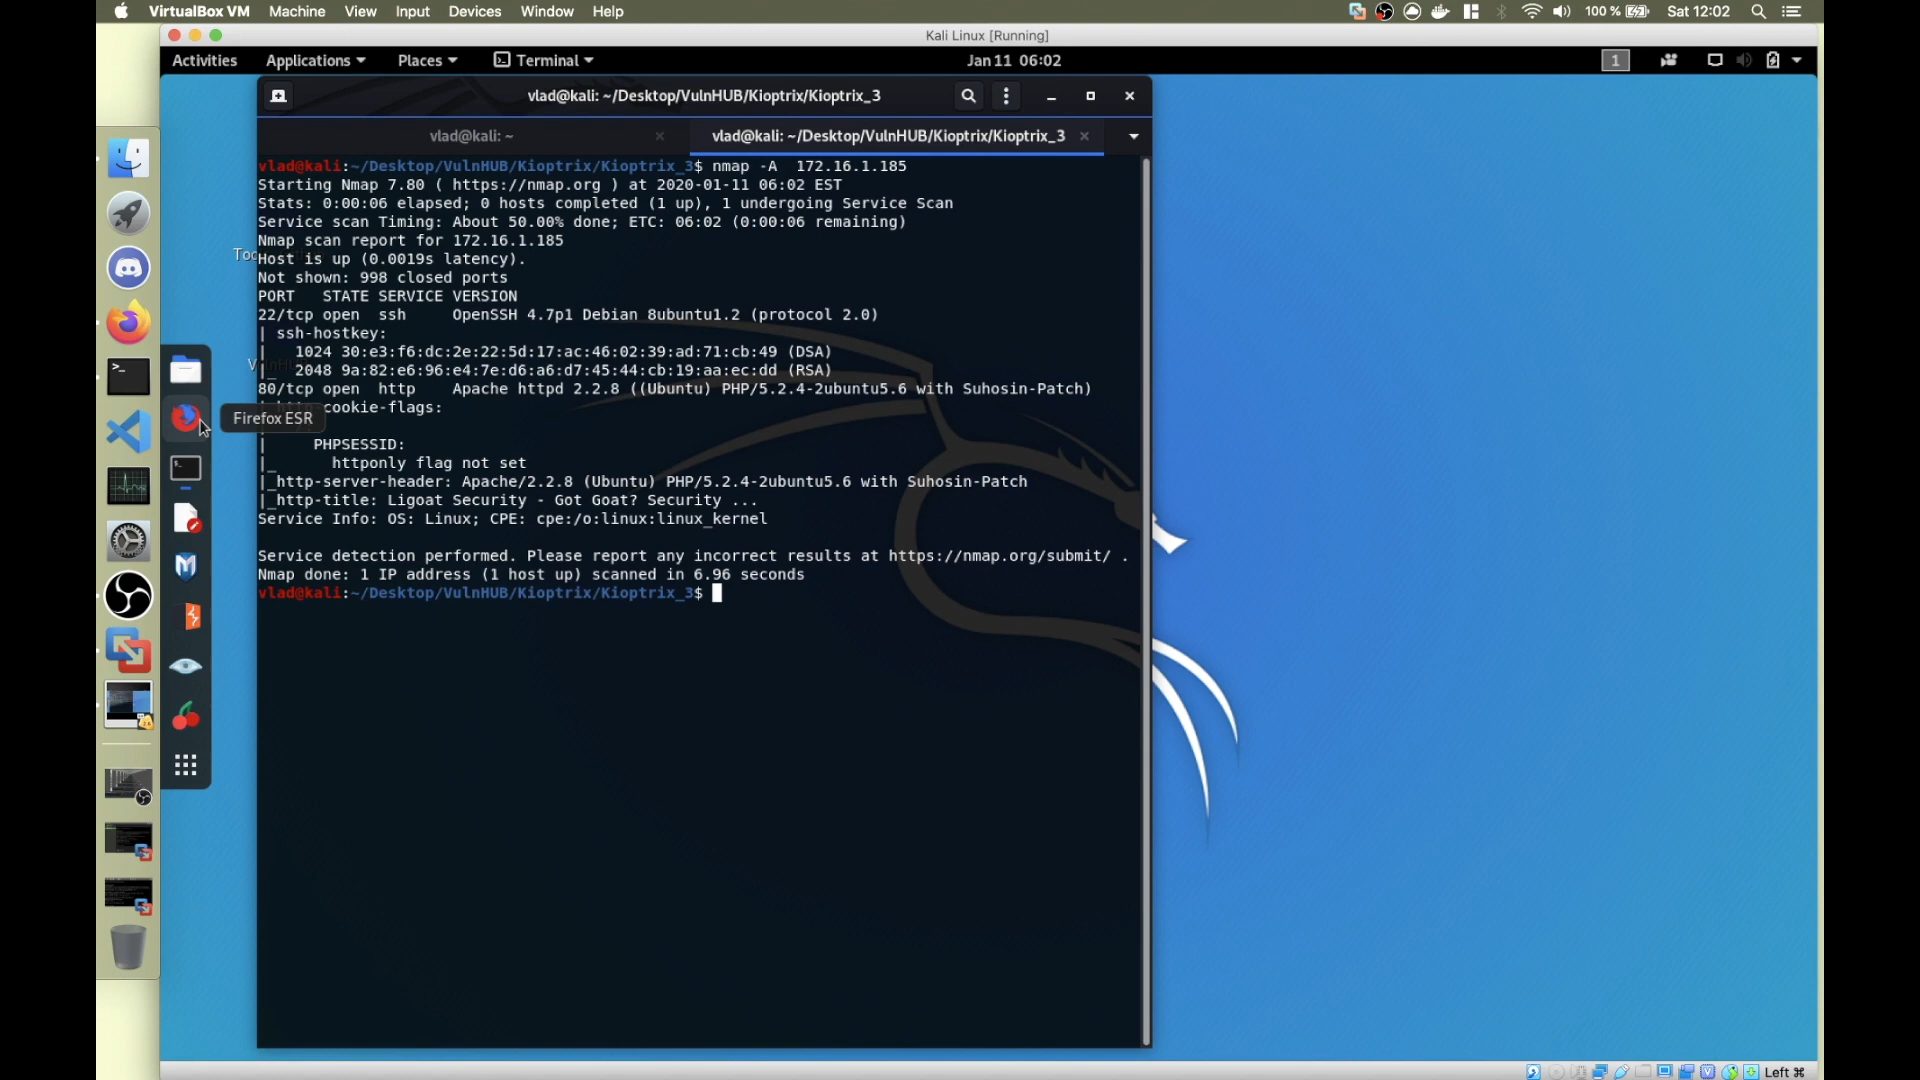 VirtualBox VM Machine View Input Devices Window Help 100 % Sat 12:02
Kali Linux [Running]
Activities Applications Places Terminal Jan 11 06:02 1
vlad@kali: ~/Desktop/VulnHUB/Kioptrix/Kioptrix_3
vlad@kali: ~ vlad@kali: ~/Desktop/VulnHUB/Kioptrix/Kioptrix_3
vlad@kali:~/Desktop/VulnHUB/Kioptrix/Kioptrix_3$ nmap -A  172.16.1.185
Starting Nmap 7.80 ( https://nmap.org ) at 2020-01-11 06:02 EST
Stats: 0:00:06 elapsed; 0 hosts completed (1 up), 1 undergoing Service Scan
Service scan Timing: About 50.00% done; ETC: 06:02 (0:00:06 remaining)
Nmap scan report for 172.16.1.185
Host is up (0.0019s latency).
Not shown: 998 closed ports
PORT   STATE SERVICE VERSION
22/tcp open  ssh     OpenSSH 4.7p1 Debian 8ubuntu1.2 (protocol 2.0)
| ssh-hostkey:
|   1024 30:e3:f6:dc:2e:22:5d:17:ac:46:02:39:ad:71:cb:49 (DSA)
|_  2048 9a:82:e6:96:e4:7e:d6:a6:d7:45:44:cb:19:aa:ec:dd (RSA)
80/tcp open  http    Apache httpd 2.2.8 ((Ubuntu) PHP/5.2.4-2ubuntu5.6 with Suhosin-Patch)
| http-cookie-flags:
Firefox ESR
|     PHPSESSID:
|_      httponly flag not set
|_http-server-header: Apache/2.2.8 (Ubuntu) PHP/5.2.4-2ubuntu5.6 with Suhosin-Patch
|_http-title: Ligoat Security - Got Goat? Security ...
Service Info: OS: Linux; CPE: cpe:/o:linux:linux_kernel
Service detection performed. Please report any incorrect results at https://nmap.org/submit/ .
Nmap done: 1 IP address (1 host up) scanned in 6.96 seconds
vlad@kali:~/Desktop/VulnHUB/Kioptrix/Kioptrix_3$
Left ⌘